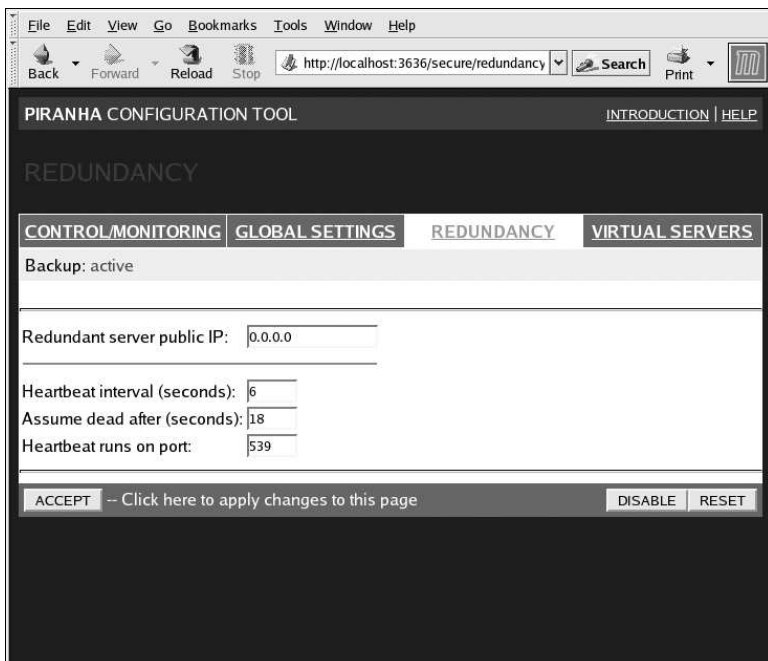 File Edit View Go Bookmarks Tools Window Help
Back Forward Reload Stop http://localhost:3636/secure/redundancy Search Print
PIRANHA CONFIGURATION TOOL INTRODUCTION | HELP
REDUNDANCY
CONTROL/MONITORING GLOBAL SETTINGS REDUNDANCY VIRTUAL SERVERS
Backup: active
Redundant server public IP: 0.0.0.0
Heartbeat interval (seconds): 6
Assume dead after (seconds): 18
Heartbeat runs on port: 539
ACCEPT -- Click here to apply changes to this page DISABLE RESET